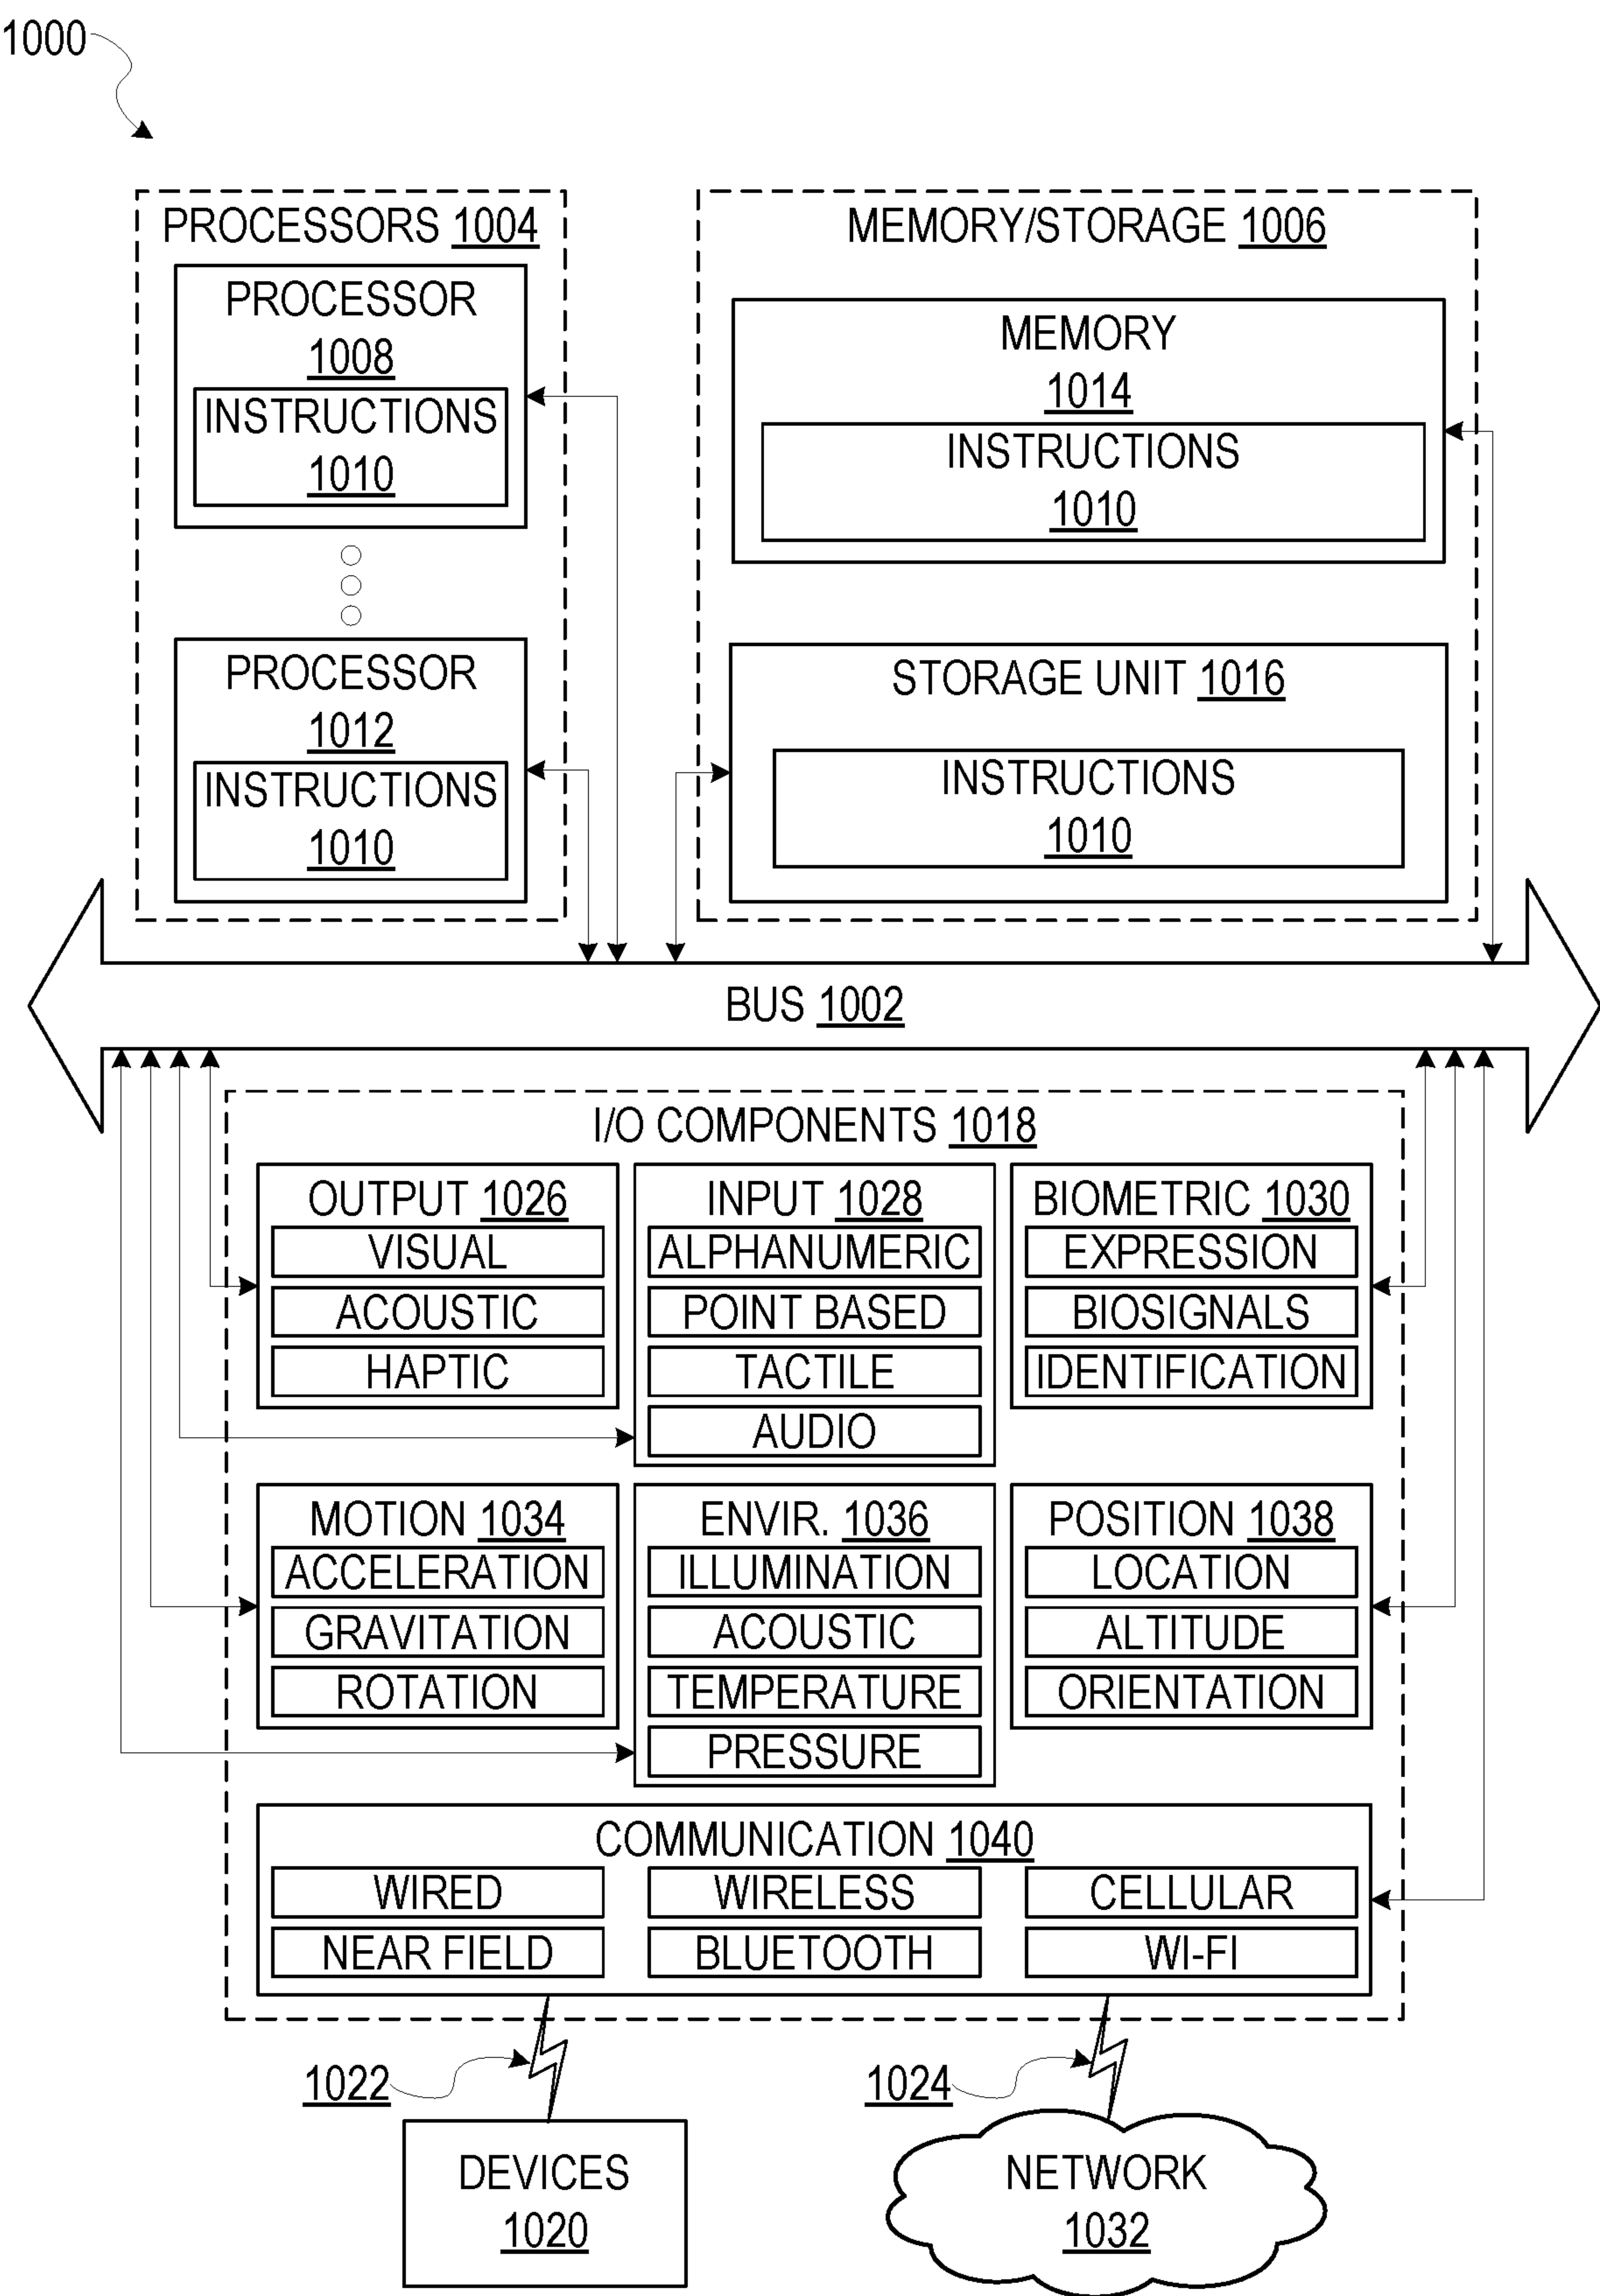 1000
PROCESSORS 1004
PROCESSOR
1008
INSTRUCTIONS
1010
PROCESSOR
1012
INSTRUCTIONS
1010
MEMORY/STORAGE 1006
MEMORY
1014
INSTRUCTIONS
1010
STORAGE UNIT 1016
INSTRUCTIONS
1010
BUS 1002
I/O COMPONENTS 1018
OUTPUT 1026
VISUAL
ACOUSTIC
HAPTIC
INPUT 1028
ALPHANUMERIC
POINT BASED
TACTILE
AUDIO
BIOMETRIC 1030
EXPRESSION
BIOSIGNALS
IDENTIFICATION
MOTION 1034
ACCELERATION
GRAVITATION
ROTATION
ENVIR. 1036
ILLUMINATION
ACOUSTIC
TEMPERATURE
PRESSURE
POSITION 1038
LOCATION
ALTITUDE
ORIENTATION
COMMUNICATION 1040
WIRED
WIRELESS
CELLULAR
NEAR FIELD
BLUETOOTH
WI-FI
1022
1024
DEVICES
1020
NETWORK
1032